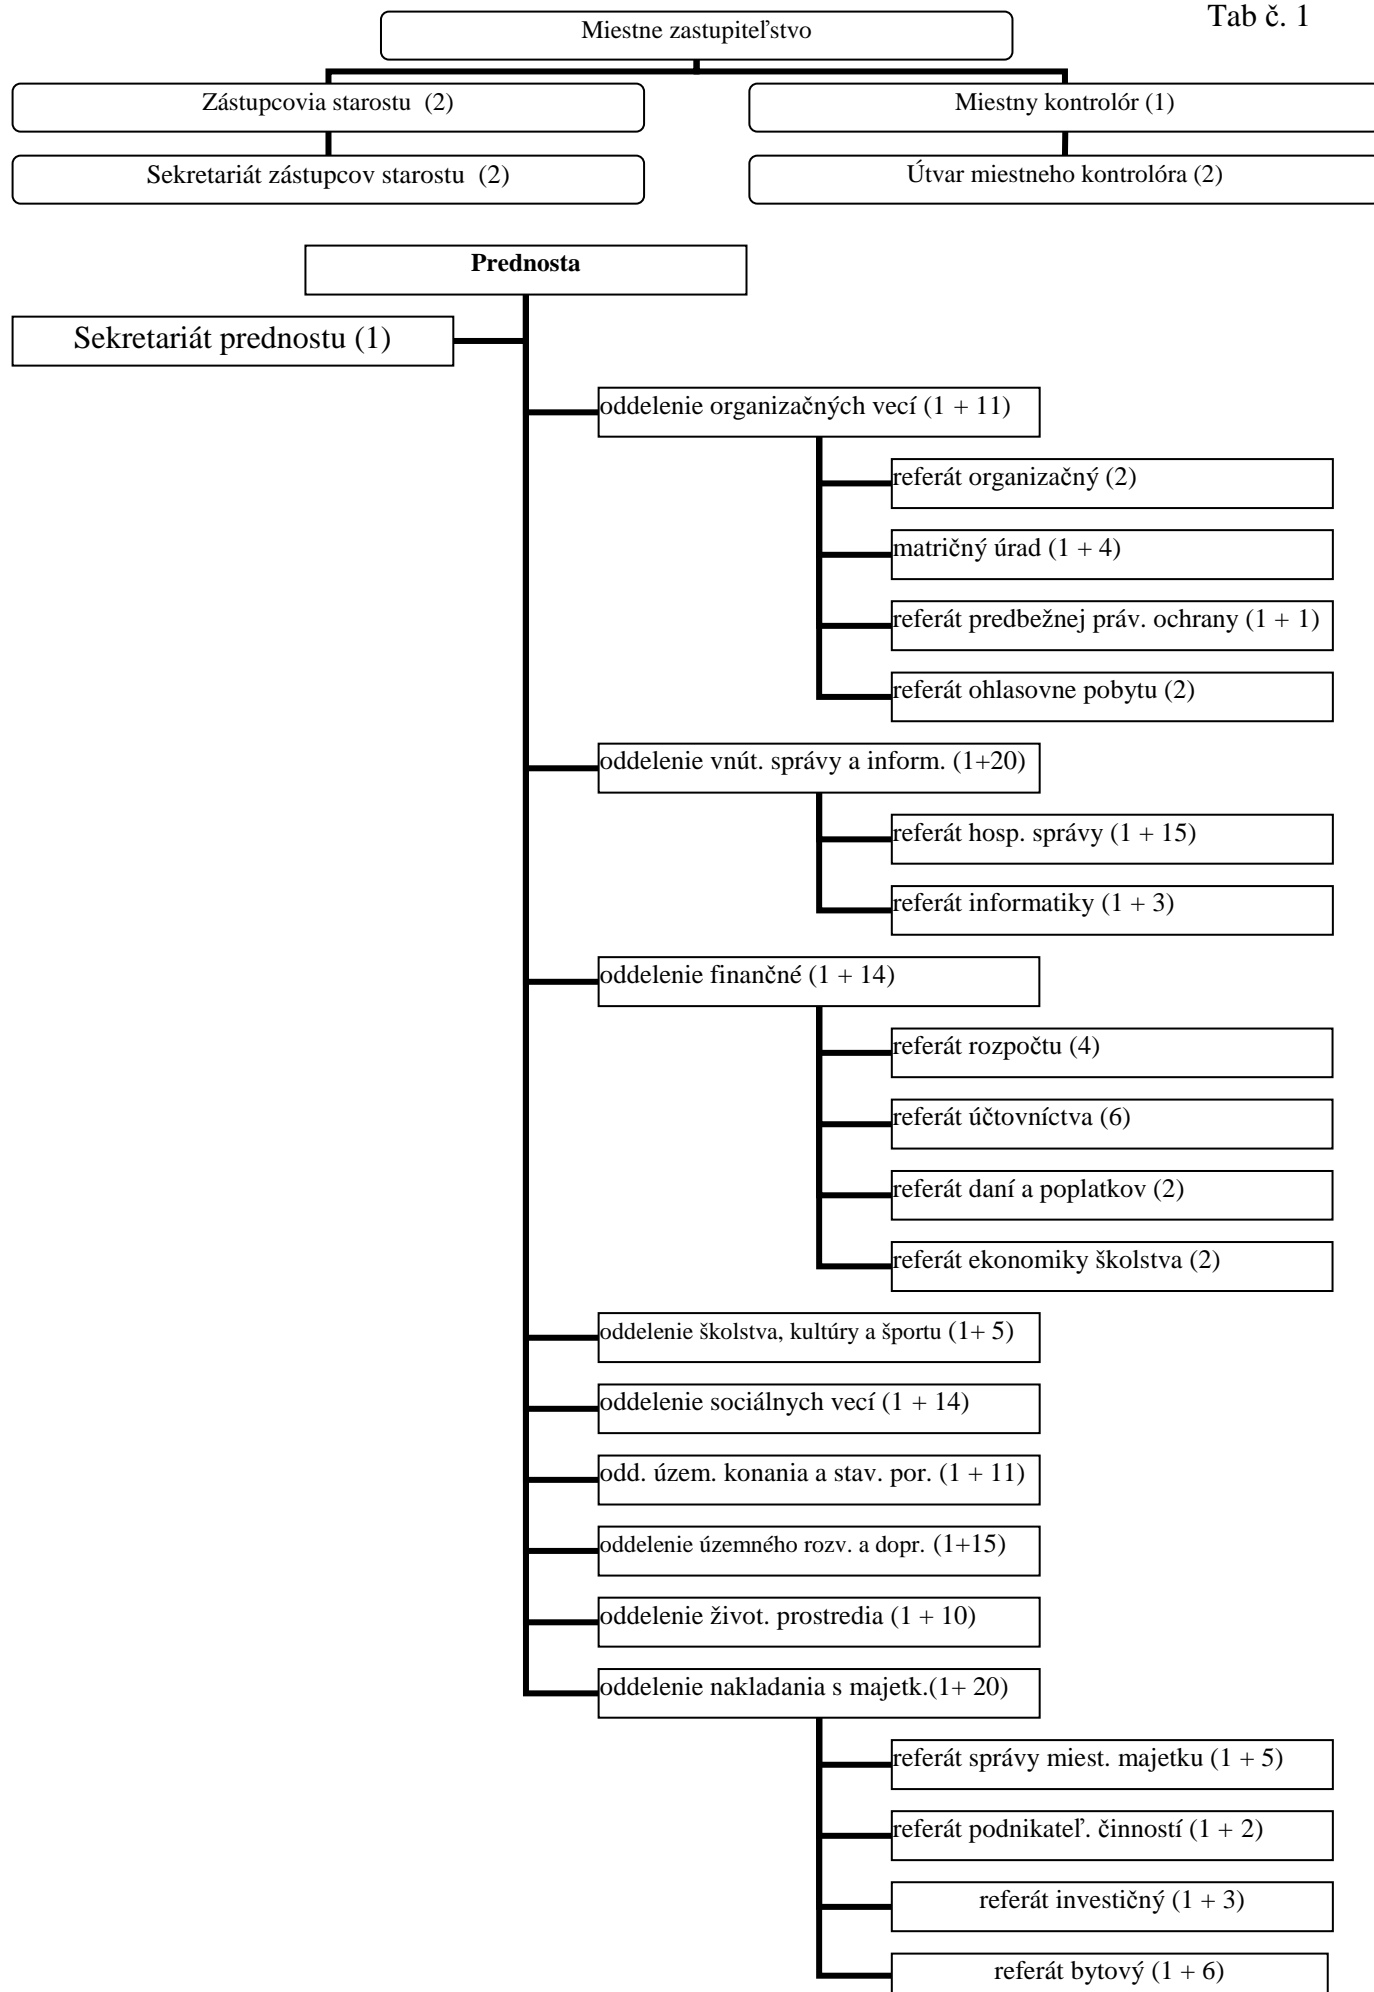 Tab č. 1
Miestne zastupiteľstvo
Zástupcovia starostu (2)
Miestny kontrolór (1)
Sekretariát zástupcov starostu (2)
Útvar miestneho kontrolóra (2)
Prednosta
Sekretariát prednostu (1)
oddelenie organizačných vecí (1 + 11)
referát organizačný (2)
matričný úrad (1 + 4)
referát predbežnej práv. ochrany (1 + 1)
referát ohlasovne pobytu (2)
oddelenie vnút. správy a inform. (1+20)
referát hosp. správy (1 + 15)
referát informatiky (1 + 3)
oddelenie finančné (1 + 14)
referát rozpočtu (4)
referát účtovníctva (6)
referát daní a poplatkov (2)
referát ekonomiky školstva (2)
oddelenie školstva, kultúry a športu (1+ 5)
oddelenie sociálnych vecí (1 + 14)
odd. územ. konania a stav. por. (1 + 11)
oddelenie územného rozv. a dopr. (1+15)
oddelenie život. prostredia (1 + 10)
oddelenie nakladania s majetk.(1+ 20)
referát správy miest. majetku (1 + 5)
referát podnikateľ. činností (1 + 2)
referát investičný (1 + 3)
referát bytový (1 + 6)